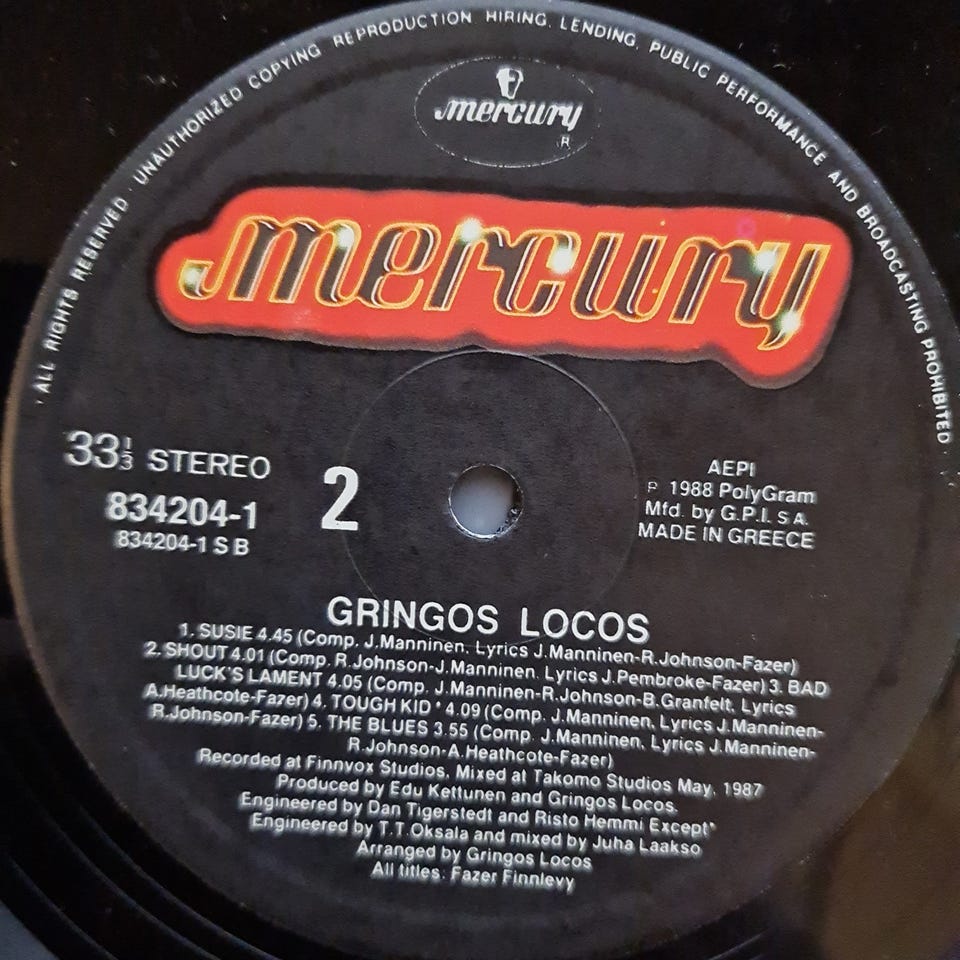 ALL RIGHTS RESERVED · UNAUTHORIZED COPYING REPRODUCTION HIRING, LENDING, PUBLIC PERFORMANCE AND BROADCASTING PROHIBITED
mercury
R
mercury
33⅓ STEREO
834204-1
834204-1 S B
2
AEPI
P 1988 PolyGram
Mfd. by G.P.I. S A.
MADE IN GREECE
GRINGOS LOCOS
1. SUSIE 4.45 (Comp. J.Manninen, Lyrics J.Manninen-R.Johnson-Fazer)
2. SHOUT 4.01 (Comp. R.Johnson-J.Manninen, Lyrics J.Pembroke-Fazer) 3. BAD
LUCK'S LAMENT 4.05 (Comp. J.Manninen-R.Johnson-B.Granfelt, Lyrics
A.Heathcote-Fazer) 4. TOUGH KID * 4.09 (Comp. J.Manninen, Lyrics J.Manninen-
R.Johnson-Fazer) 5. THE BLUES 3.55 (Comp. J.Manninen, Lyrics J.Manninen-
R.Johnson-A.Heathcote-Fazer)
Recorded at Finnvox Studios, Mixed at Takomo Studios May, 1987
Produced by Edu Kettunen and Gringos Locos.
Engineered by Dan Tigerstedt and Risto Hemmi Except*
Engineered by T.T.Oksala and mixed by Juha Laakso
Arranged by Gringos Locos
All titles: Fazer Finnlevy